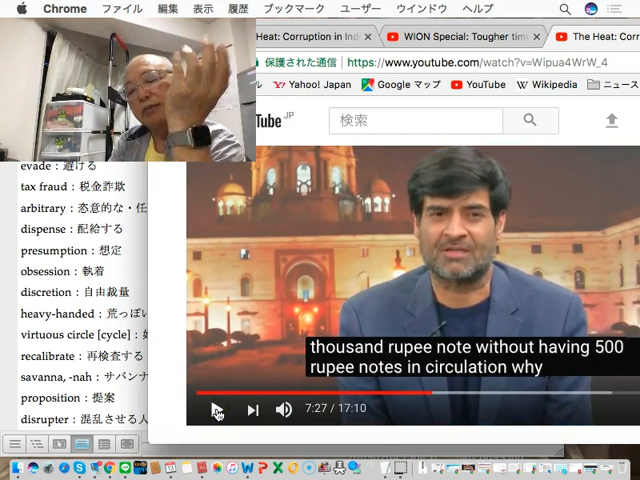 Chrome ファイル 編集 表示 履歴 ブックマーク ユーザー ウインドウ ヘルプ
Heat: Corruption in Indi
WION Special: Tougher time
The Heat: Corr
保護された通信 https://www.youtube.com/watch?v=Wipua4WrW_4
Yahoo! Japan Google マップ YouTube Wikipedia ニュース
Tube JP
検索
evade：避ける
tax fraud：税金詐欺
arbitrary：恣意的な・任
dispense：配給する
presumption：想定
obsession：執着
discretion：自由裁量
heavy-handed：荒っぽい
virtuous circle [cycle]：
recalibrate：再検査する
savanna, -nah：サバンナ
proposition：提案
disrupter：混乱させる人
thousand rupee note without having 500
rupee notes in circulation why
7:27 / 17:10